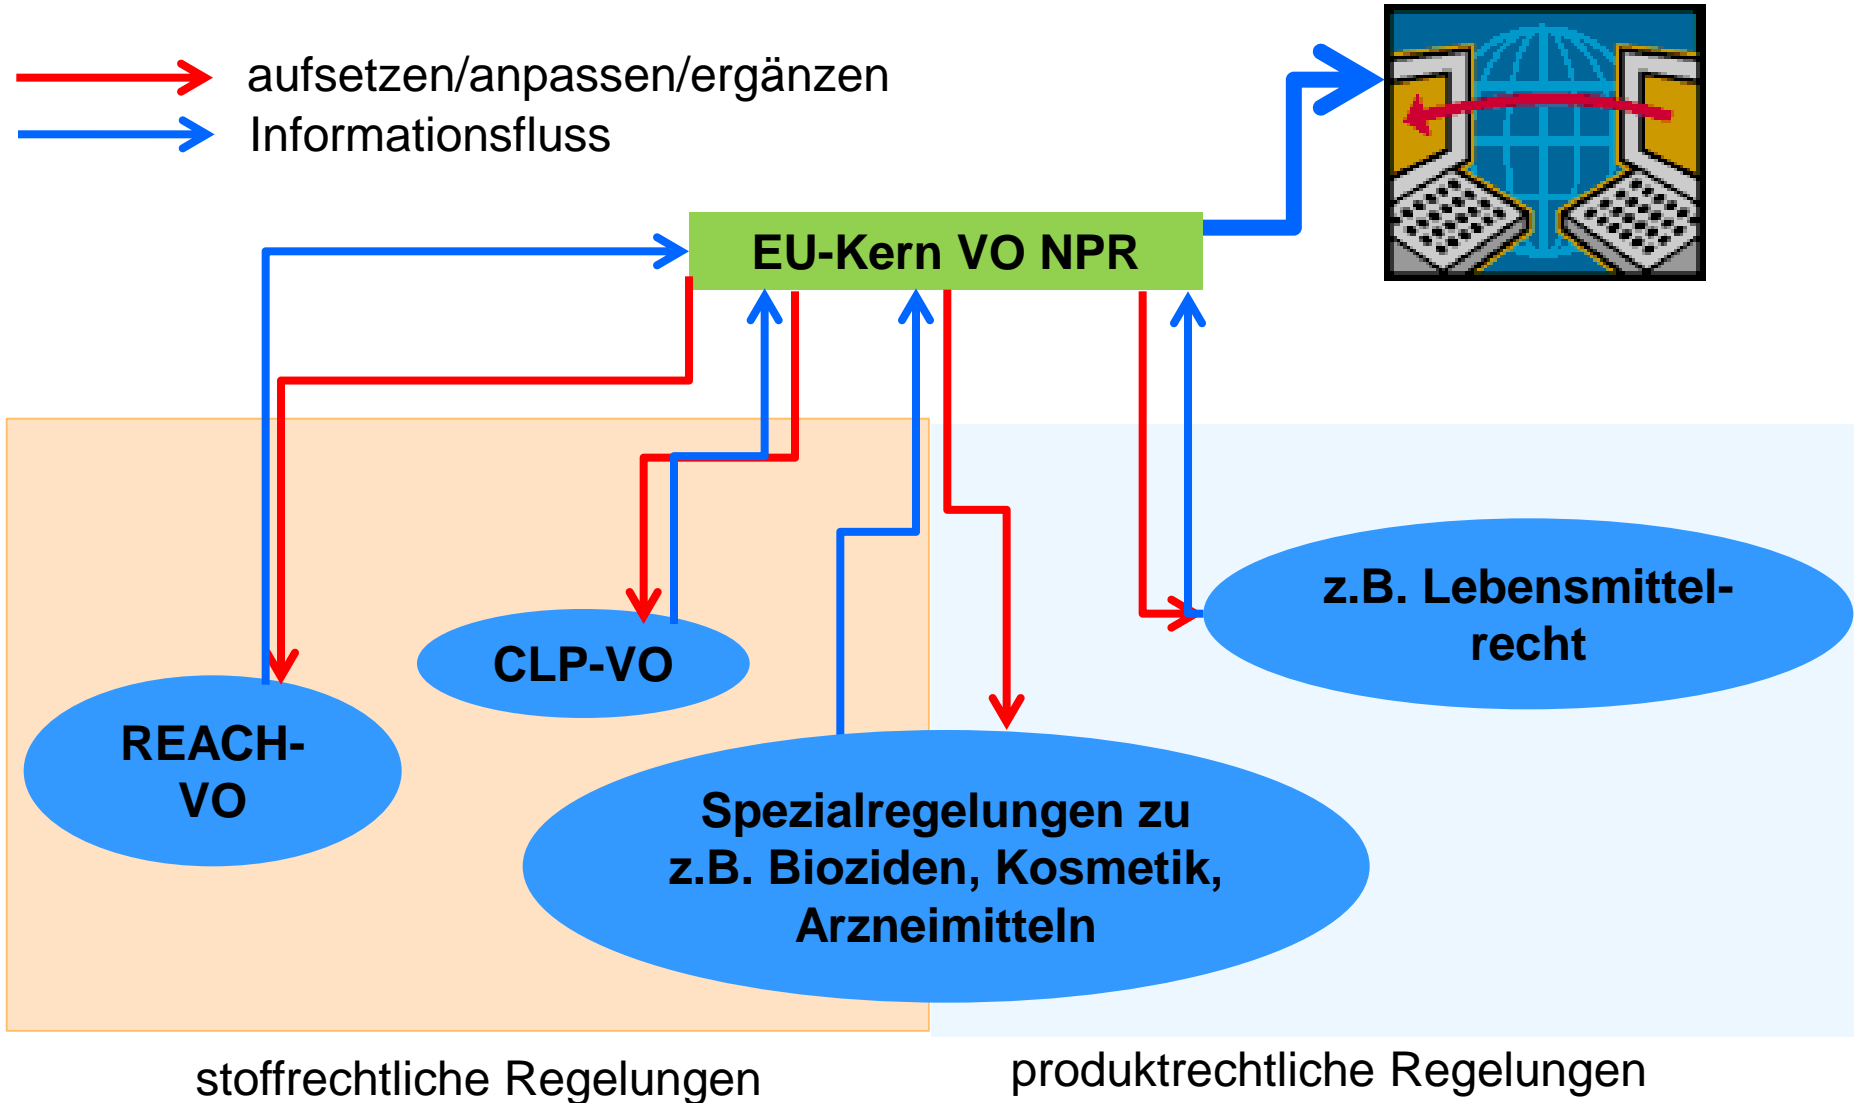 aufsetzen/anpassen/ergänzen
Informationsfluss
EU-Kern VO NPR
z.B. Lebensmittel-
recht
CLP-VO
REACH-
VO
Spezialregelungen zu
z.B. Bioziden, Kosmetik,
Arzneimitteln
stoffrechtliche Regelungen
produktrechtliche Regelungen